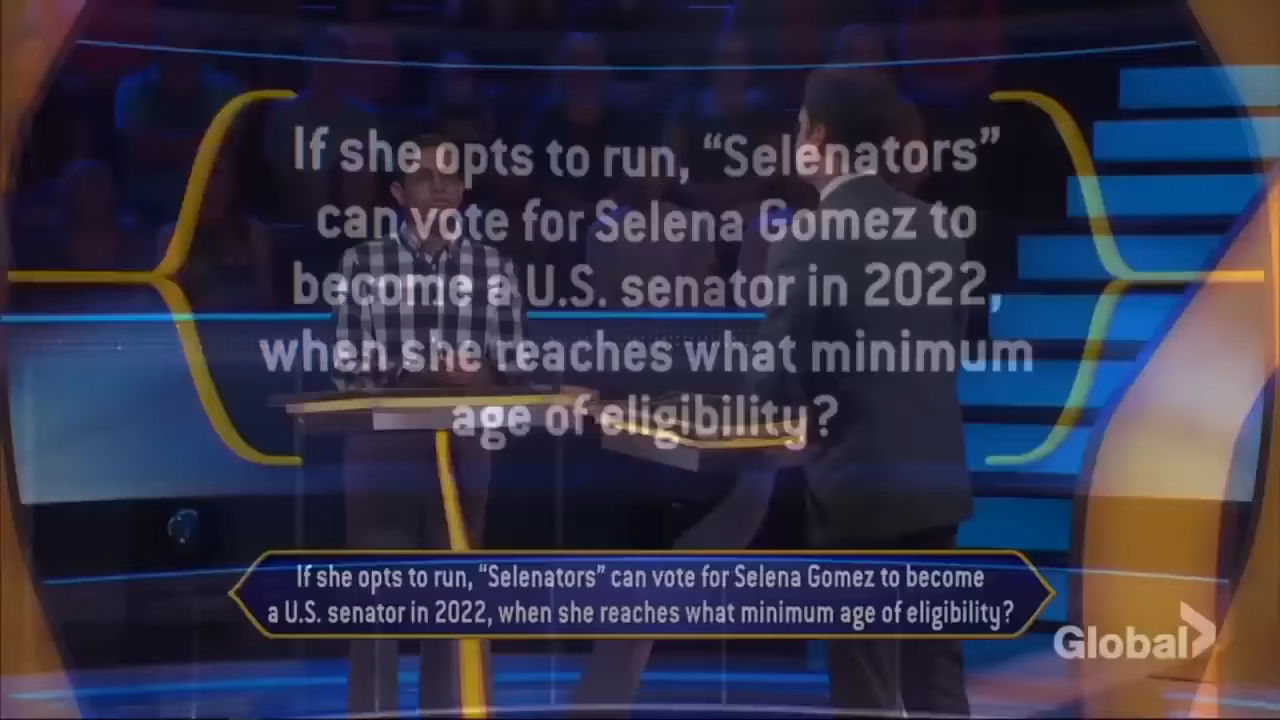 If she opts to run, “Selenators”
can vote for Selena Gomez to
become a U.S. senator in 2022,
when she reaches what minimum
age of eligibility?
If she opts to run, “Selenators” can vote for Selena Gomez to become
a U.S. senator in 2022, when she reaches what minimum age of eligibility?
Global